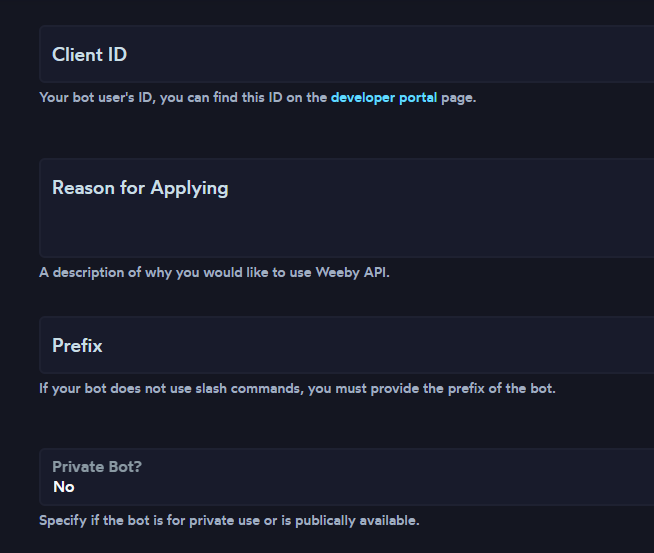 Client ID
Your bot user's ID, you can find this ID on the developer portal page.
Reason for Applying
A description of why you would like to use Weeby API.
Prefix
If your bot does not use slash commands, you must provide the prefix of the bot.
Private Bot?
No
Specify if the bot is for private use or is publically available.